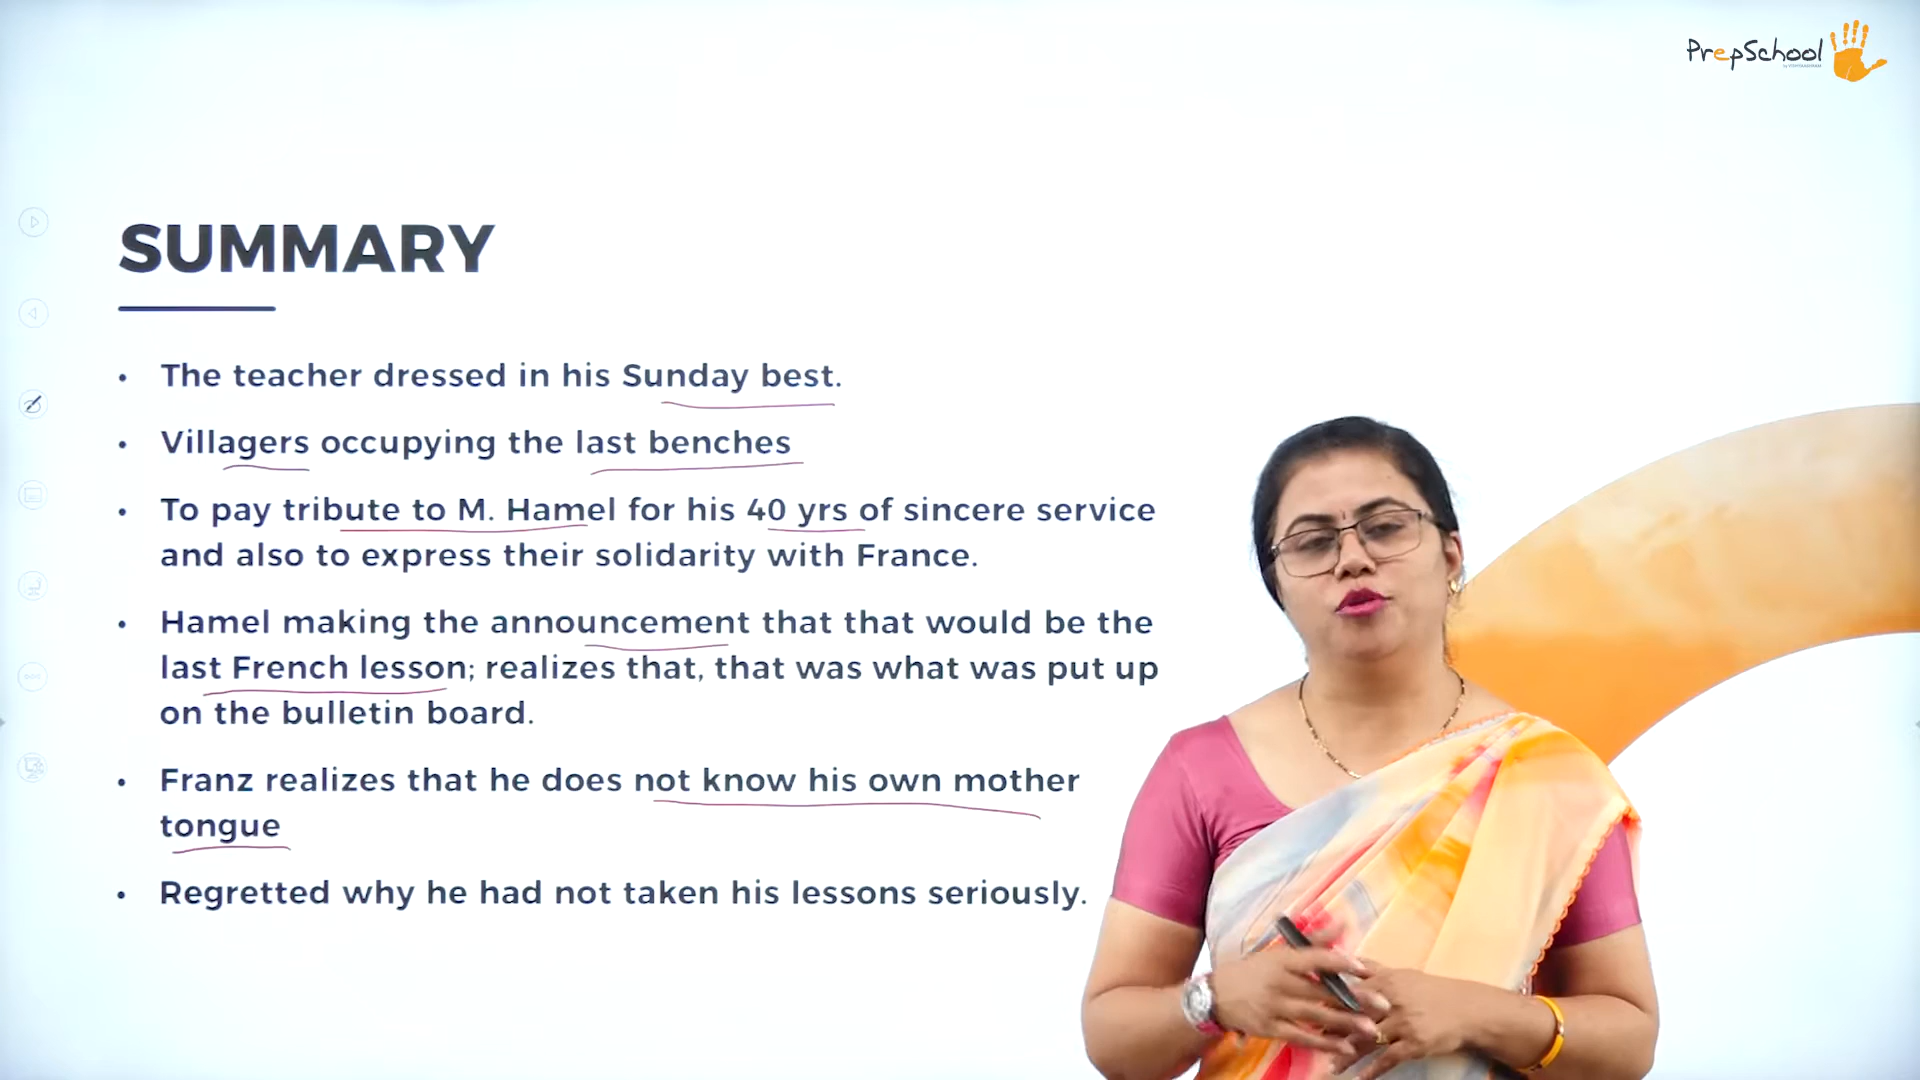 PrepSchool
SUMMARY
• The teacher dressed in his Sunday best.
• Villagers occupying the last benches
• To pay tribute to M. Hamel for his 40 yrs of sincere service
and also to express their solidarity with France.
• Hamel making the announcement that that would be the
last French lesson; realizes that, that was what was put up
on the bulletin board.
• Franz realizes that he does not know his own mother
tongue
• Regretted why he had not taken his lessons seriously.